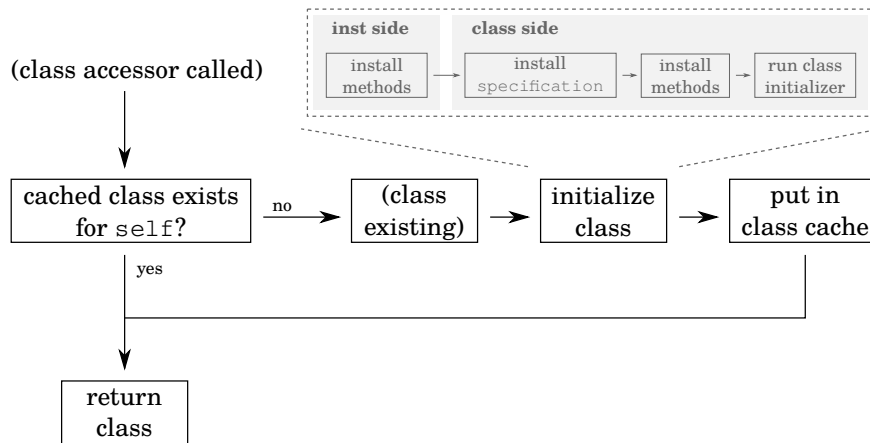 inst side
class side
install
methods
install
specification
install
methods
run class
initializer
(class accessor called)
cached class exists
for self?
no
(class
existing)
initialize
class
put in
class cache
yes
return
class